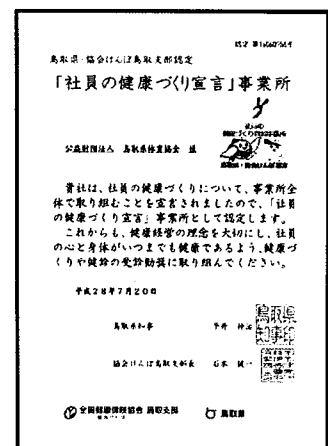 鳥取県・協会けんぽ鳥取支部認定
「社員の健康づくり宣言」事業所
公益財団法人 鳥取県体育協会 様
貴社は、社員の健康づくりについて、事業所全
体で取り組むことを宣言されましたので、「社員
の健康づくり宣言」事業所として認定します。
これからも、健康経営の理念を大切にし、社員
の心と身体がいつまでも健康であるよう、健康づ
くりや健診の受診勧奨に取り組んでください。
平成28年7月20日
鳥取県知事 平井 伸治
協会けんぽ鳥取支部長
全国健康保険協会 鳥取支部
協会けんぽ
鳥取県